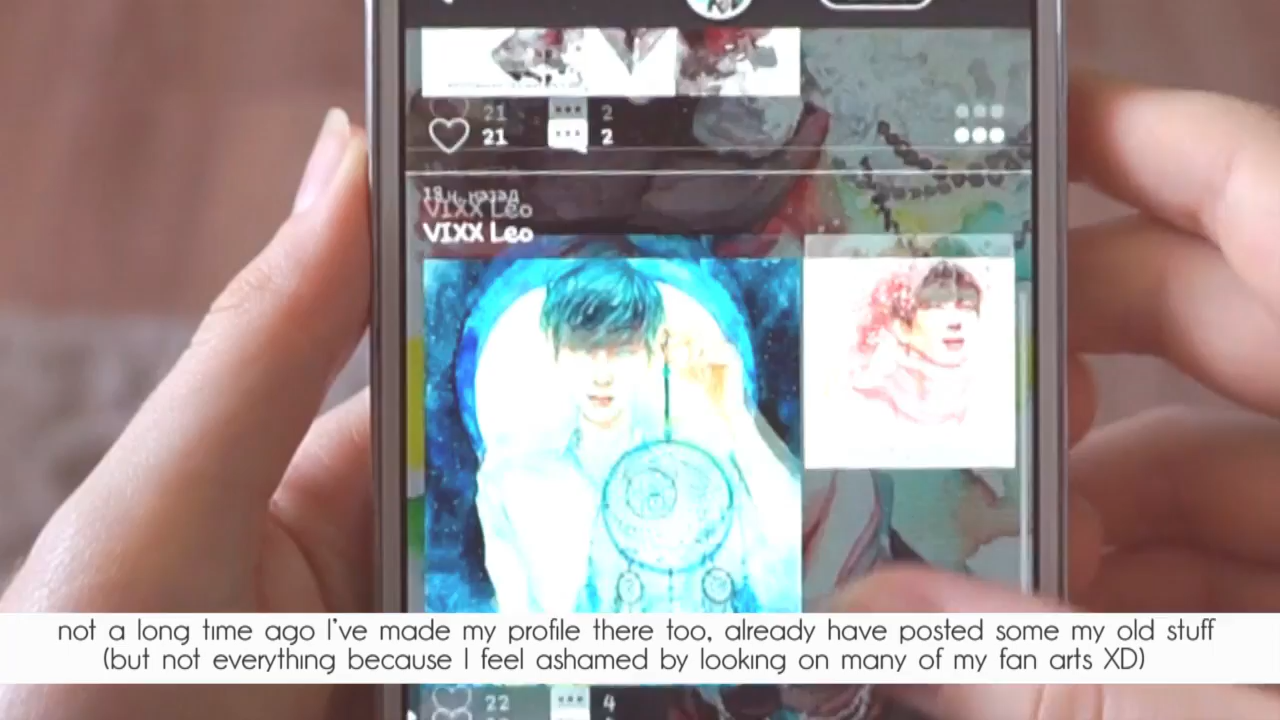 21 2
21 2
18 ч. назад
VIXX Leo
VIXX Leo
not a long time ago I've made my profile there too, already have posted some my old stuff
(but not everything because I feel ashamed by looking on many of my fan arts XD)
22 4